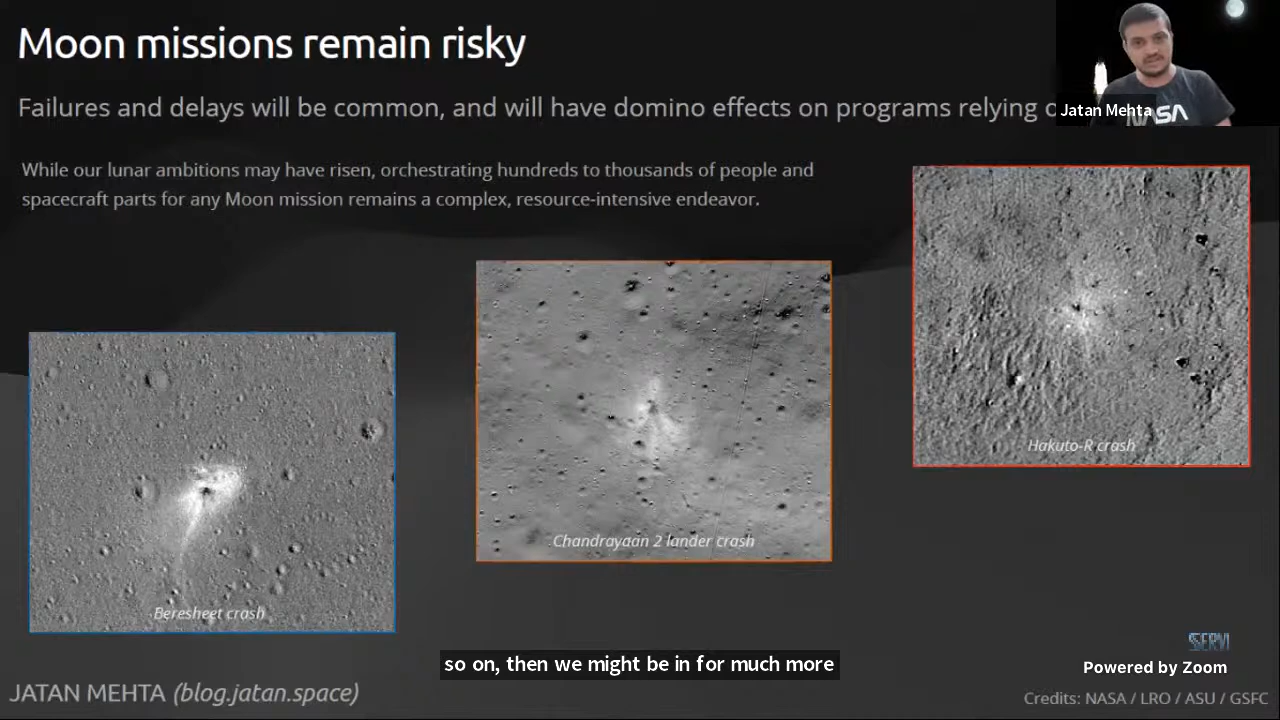 Moon missions remain risky
Failures and delays will be common, and will have domino effects on programs relying
Jatan Mehta
NASA
While our lunar ambitions may have risen, orchestrating hundreds to thousands of people and
spacecraft parts for any Moon mission remains a complex, resource-intensive endeavor.
Hakuto-R crash
Chandrayaan 2 lander crash
Beresheet crash
so on, then we might be in for much more
Powered by Zoom
JATAN MEHTA (blog.jatan.space)
Credits: NASA / LRO / ASU / GSFC